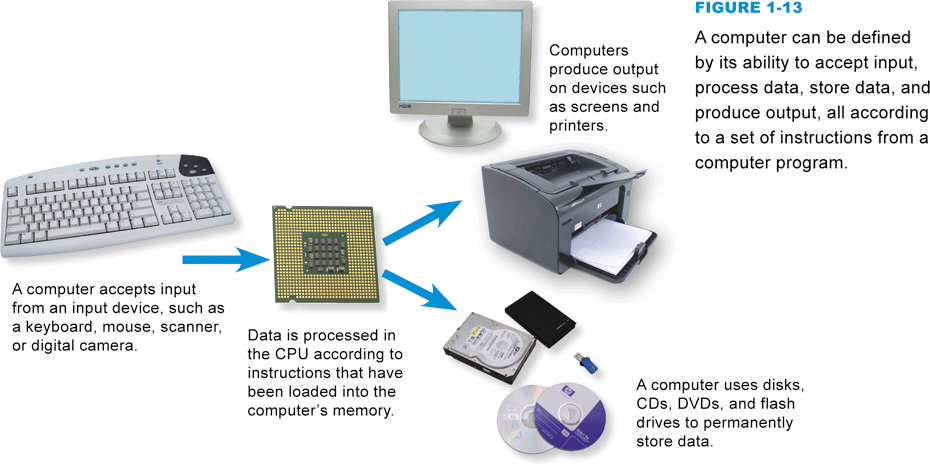 FIGURE 1-13
A computer can be defined
by its ability to accept input,
process data, store data, and
produce output, all according
to a set of instructions from a
computer program.
Computers
produce output
on devices such
as screens and
printers.
A computer accepts input
from an input device, such as
a keyboard, mouse, scanner,
or digital camera.
Data is processed in
the CPU according to
instructions that have
been loaded into the
computer's memory.
A computer uses disks,
CDs, DVDs, and flash
drives to permanently
store data.